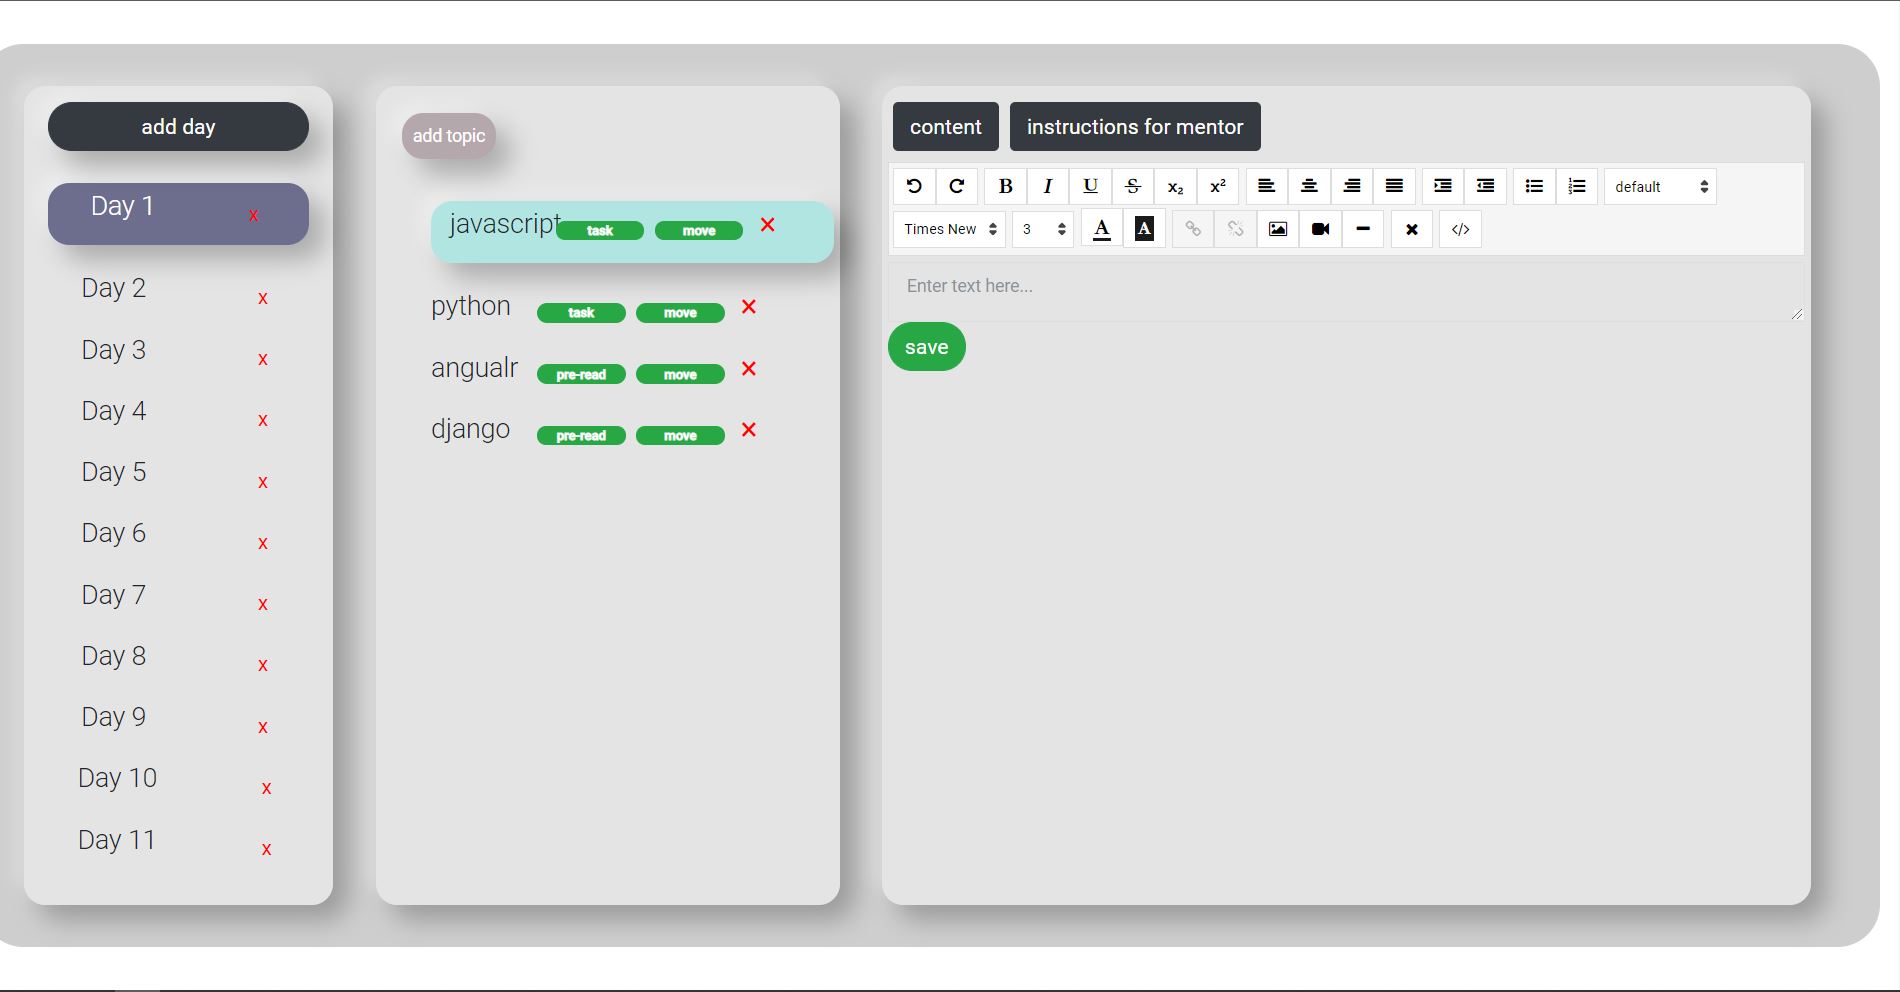 add day
Day 1 x
Day 2 x
Day 3 x
Day 4 x
Day 5 x
Day 6 x
Day 7 x
Day 8 x
Day 9 x
Day 10 x
Day 11 x
add topic
javascript task move ×
python task move ×
angualr pre-read move ×
django pre-read move ×
content instructions for mentor
B I U S x₂ x² default
Times New 3 A A </>
Enter text here...
save